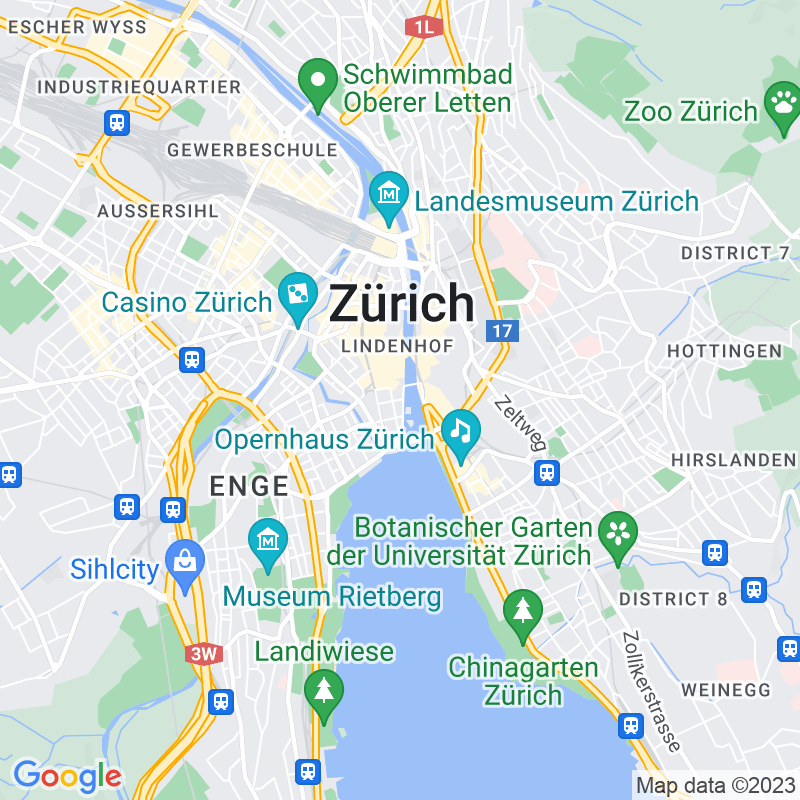 ESCHER WYSS
1L
Schwimmbad
Oberer Letten
INDUSTRIEQUARTIER
Zoo Zürich
GEWERBESCHULE
M
Landesmuseum Zürich
AUSSERSIHL
DISTRICT 7
Casino Zürich
Zürich
17
LINDENHOF
HOTTINGEN
Zeltweg
Opernhaus Zürich
HIRSLANDEN
ENGE
Botanischer Garten
der Universität Zürich
M
Sihlcity
Museum Rietberg
DISTRICT 8
3W
Landiwiese
Chinagarten
Zürich
Zollikerstrasse
WEINEGG
Google
Map data ©2023